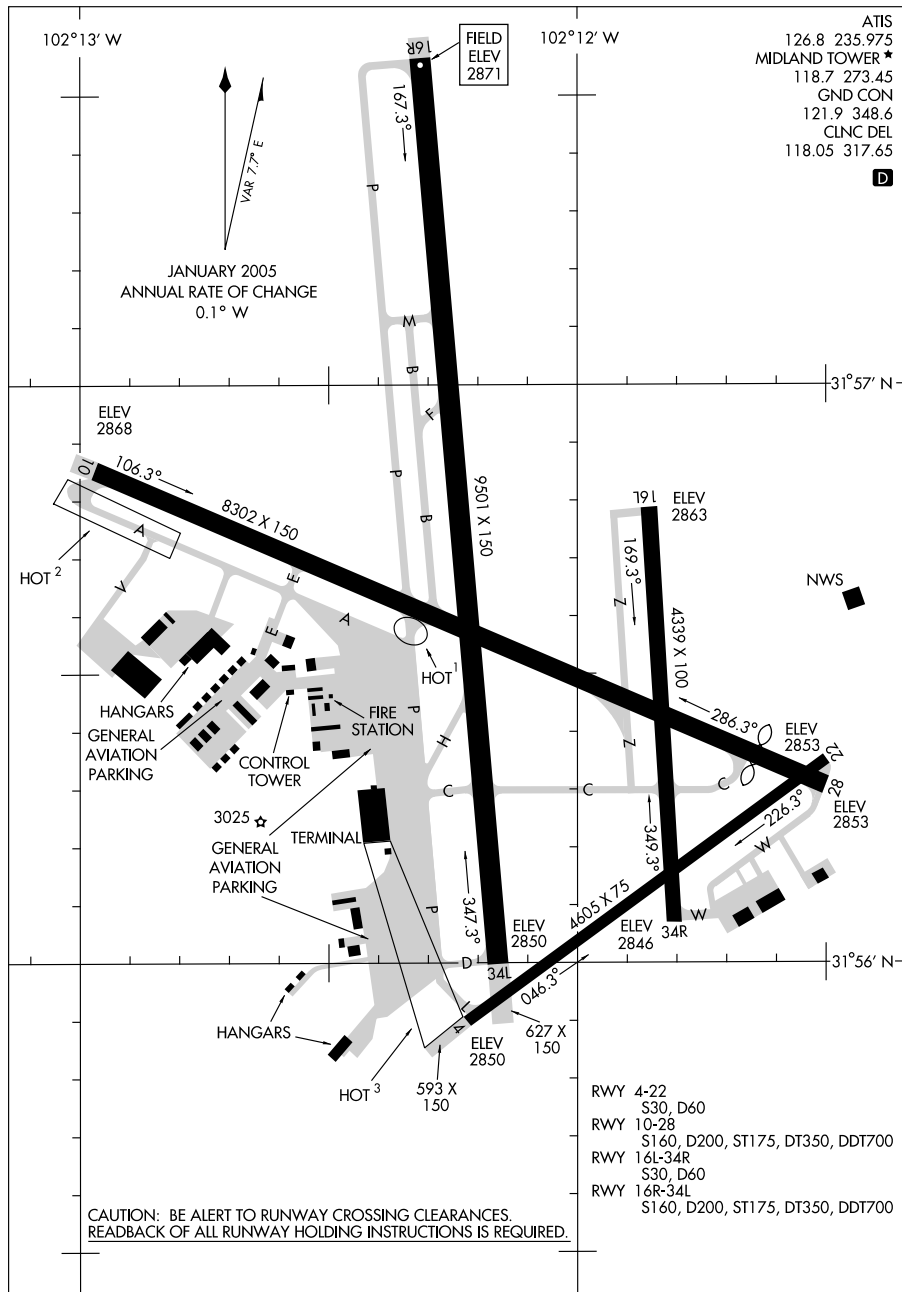 102°13' W
FIELD
ELEV
2871
102°12' W
ATIS
126.8 235.975
MIDLAND TOWER ★
118.7 273.45
GND CON
121.9 348.6
CLNC DEL
118.05 317.65
D
16R
167.3°
VAR 7.7° E
P
JANUARY 2005
ANNUAL RATE OF CHANGE
0.1° W
M
B
F
31°57' N
ELEV
2868
10
106.3°
8302 X 150
P
B
9501 X 150
16L
ELEV
2863
169.3°
4339 X 100
A
HOT 2
V
E
E
A
HOT 1
Z
NWS
HANGARS
GENERAL
AVIATION
PARKING
CONTROL
TOWER
FIRE
STATION
P
H
Z
286.3°
ELEV
2853
22
28
ELEV
2853
C
C
C
226.3°
W
3025
TERMINAL
GENERAL
AVIATION
PARKING
349.3°
347.3°
4605 X 75
P
W
ELEV
2850
ELEV
2846
34R
D
34L
046.3°
31°56' N
L
4
HANGARS
ELEV
2850
627 X
150
HOT 3
593 X
150
RWY 4-22
S30, D60
RWY 10-28
S160, D200, ST175, DT350, DDT700
RWY 16L-34R
S30, D60
RWY 16R-34L
S160, D200, ST175, DT350, DDT700
CAUTION: BE ALERT TO RUNWAY CROSSING CLEARANCES.
READBACK OF ALL RUNWAY HOLDING INSTRUCTIONS IS REQUIRED.